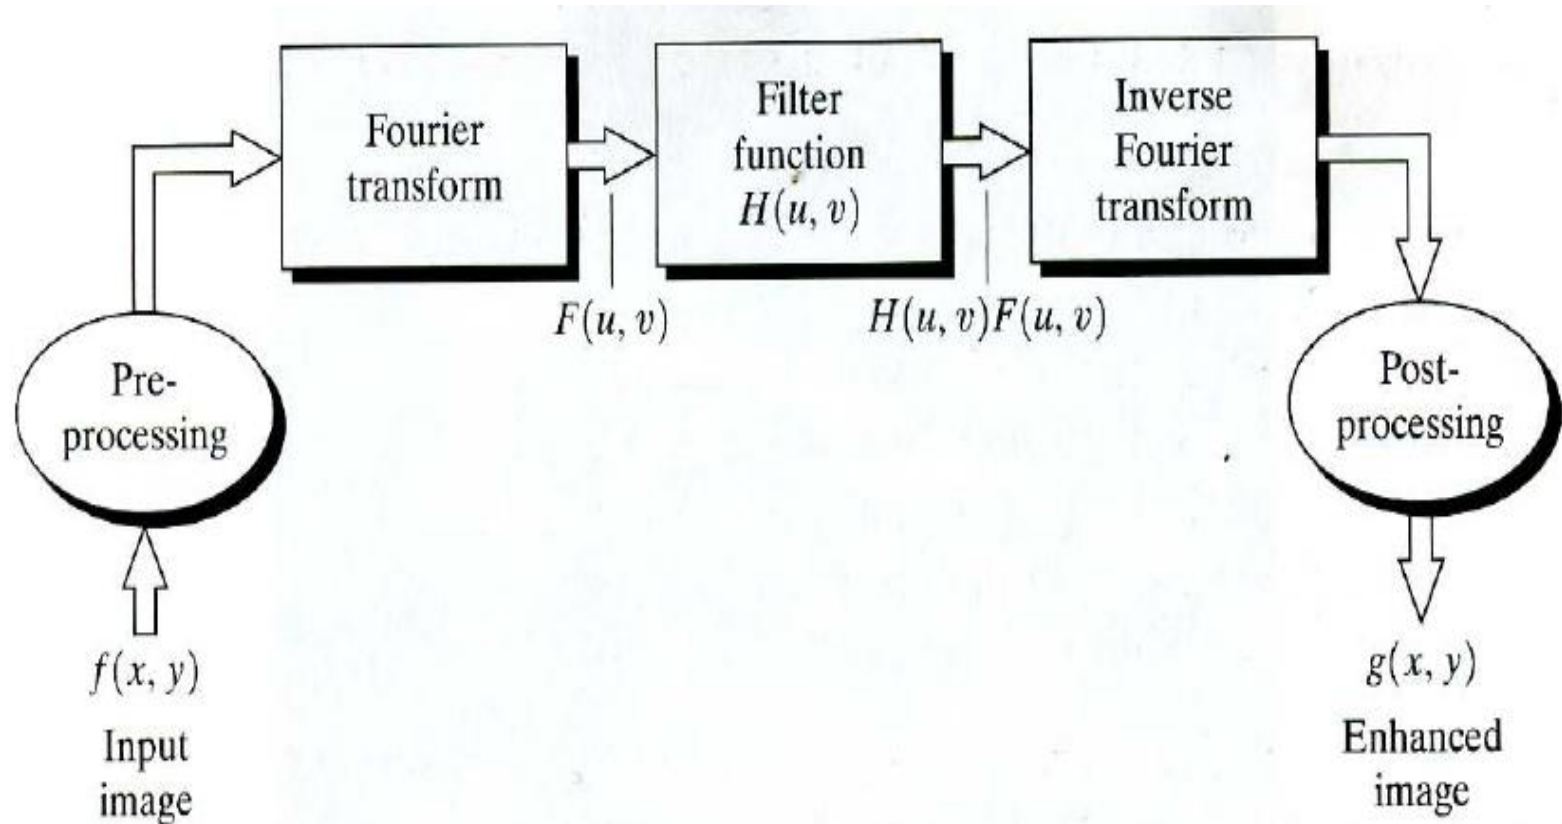 Fourier
transform
Filter
function
H(u, v)
Inverse
Fourier
transform
F(u, v)
H(u, v)F(u, v)
Pre-
processing
Post-
processing
f(x, y)
Input
image
g(x, y)
Enhanced
image